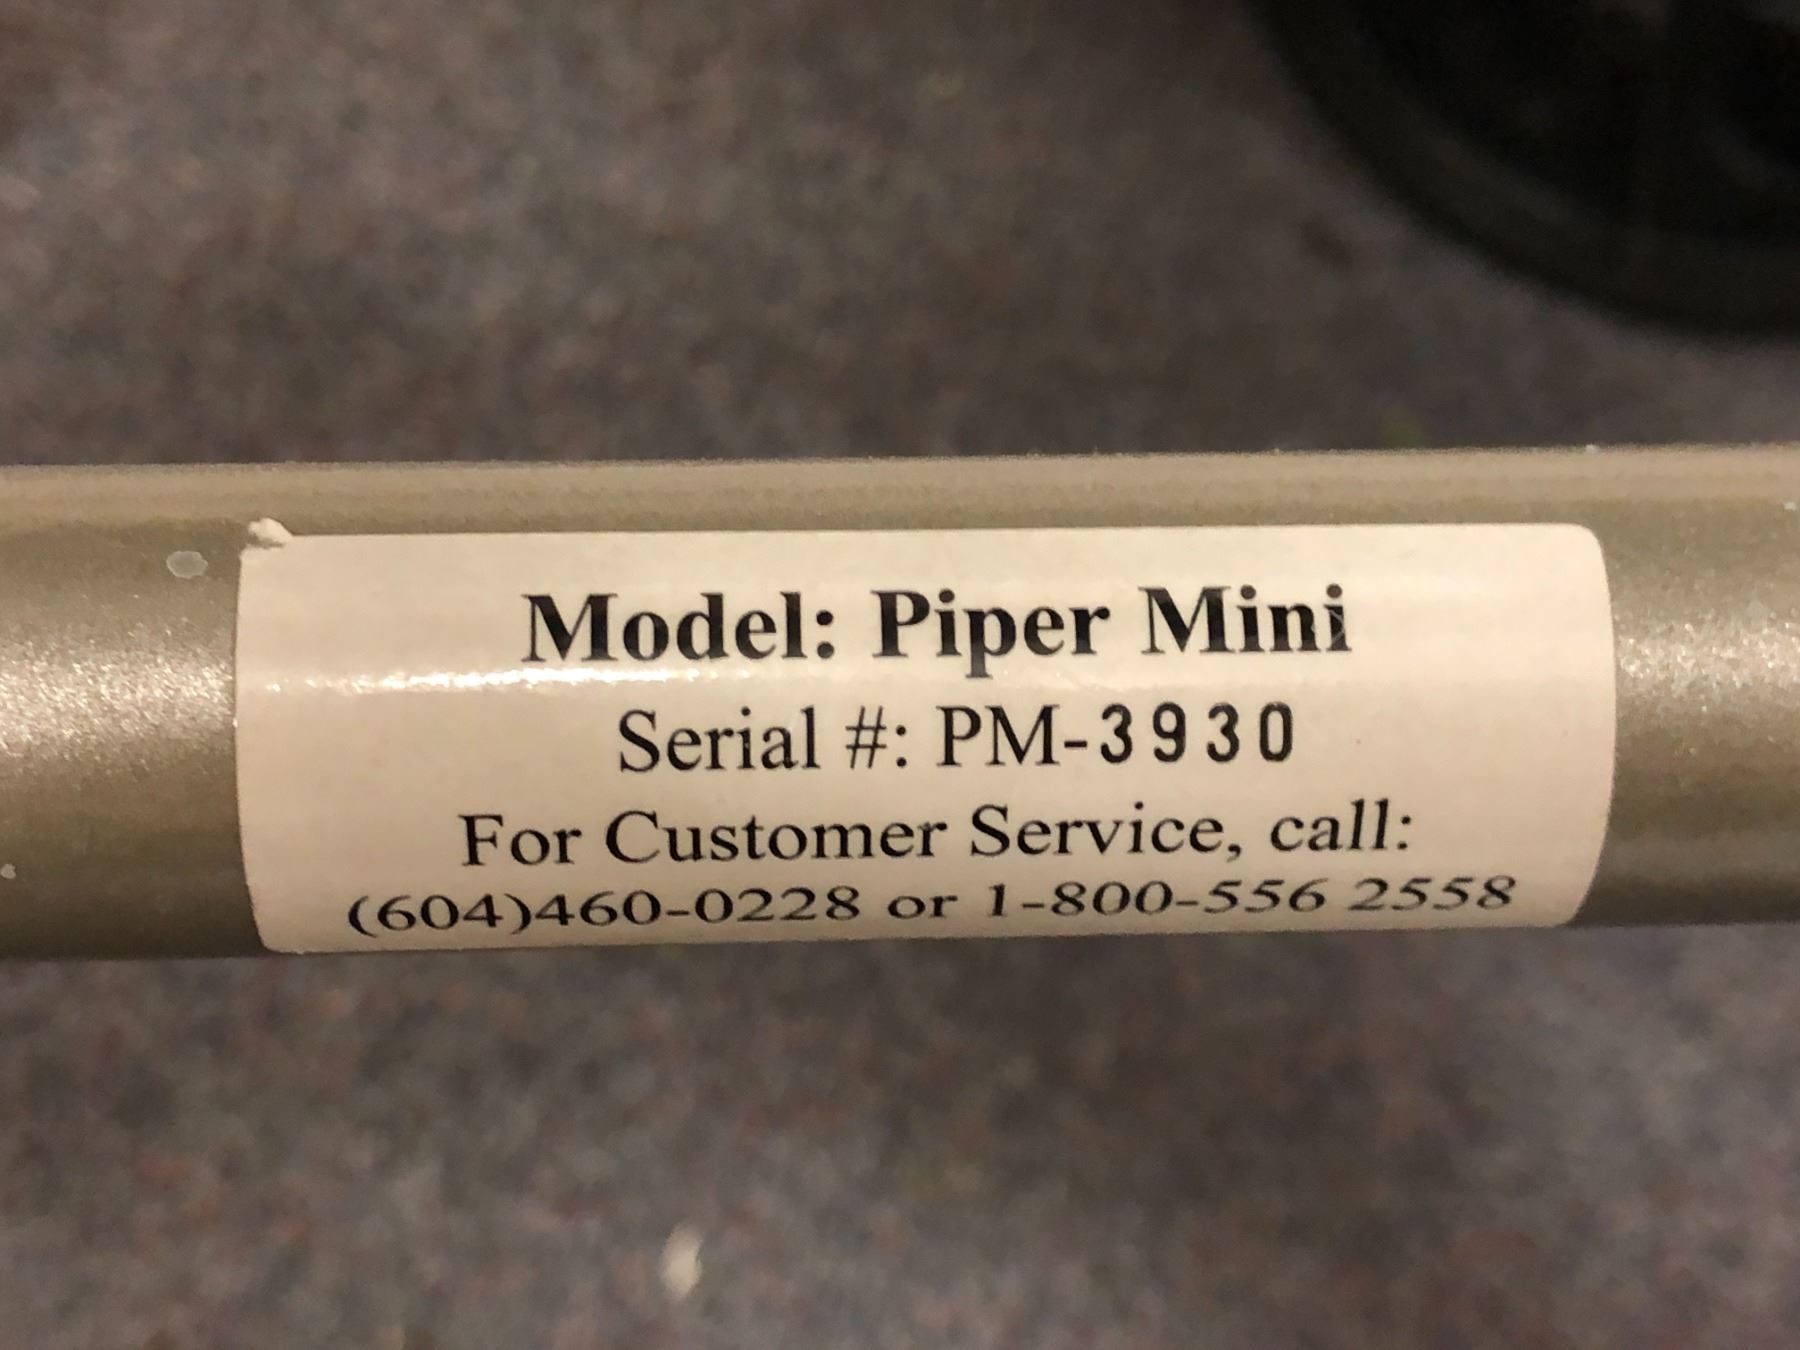 Model: Piper Mini
Serial #: PM-3930
For Customer Service, call:
(604)460-0228 or 1-800-556 2558